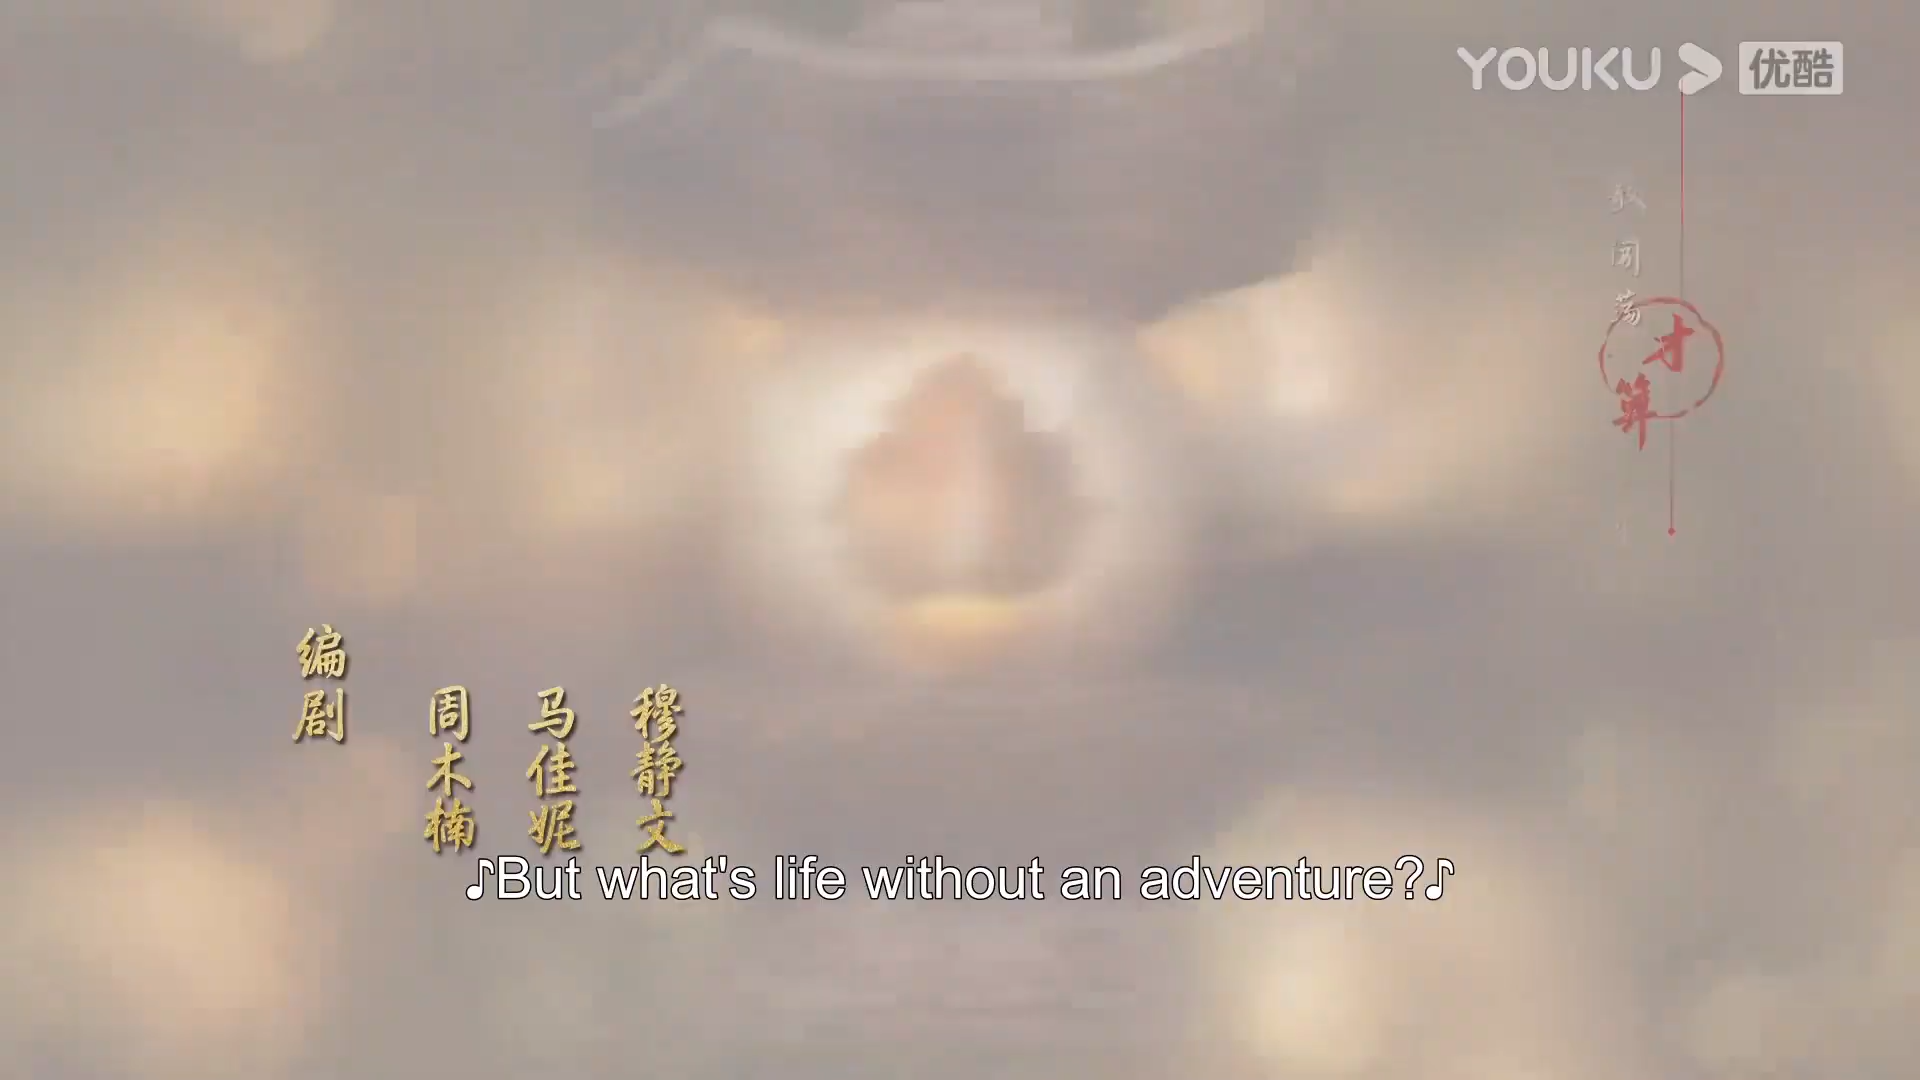 YOUKU 优酷
敢
闯
荡
才
算
编剧
周木楠
马佳妮
穆静文
♪But what's life without an adventure?♪